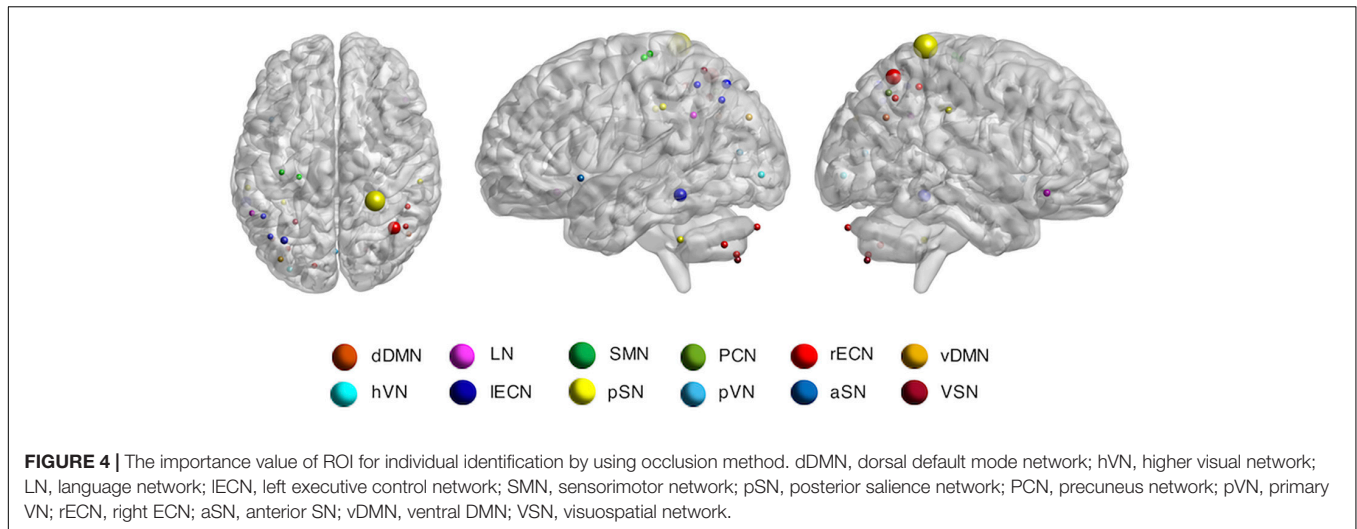 dDMN LN SMN PCN rECN vDMN
hVN lECN pSN pVN aSN VSN
FIGURE 4 | The importance value of ROI for individual identification by using occlusion method. dDMN, dorsal default mode network; hVN, higher visual network;
LN, language network; lECN, left executive control network; SMN, sensorimotor network; pSN, posterior salience network; PCN, precuneus network; pVN, primary
VN; rECN, right ECN; aSN, anterior SN; vDMN, ventral DMN; VSN, visuospatial network.